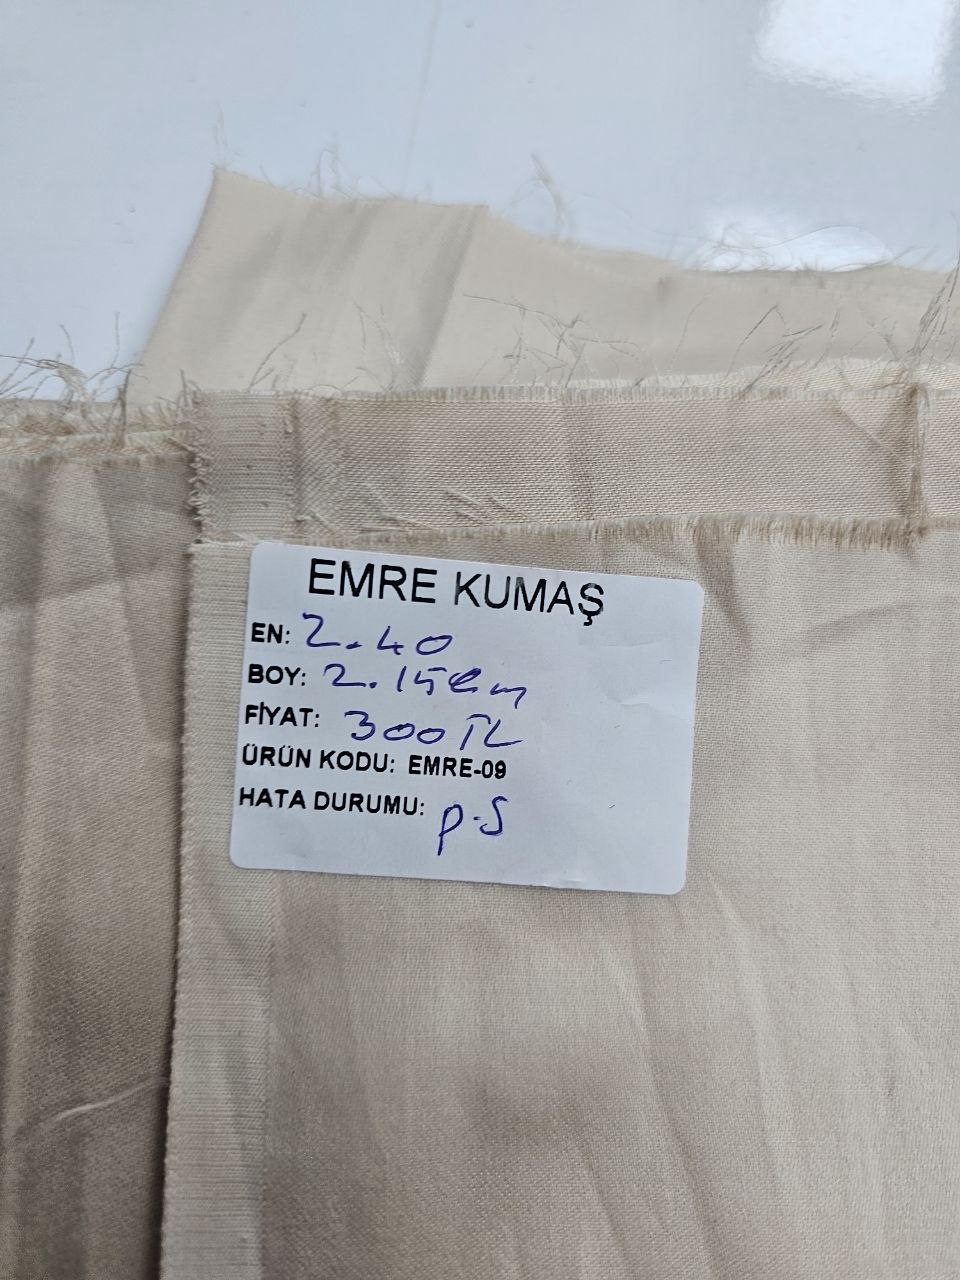 EMRE KUMAŞ
EN: 2.40
BOY: 2.15cm
FİYAT: 300TL
ÜRÜN KODU: EMRE-09
HATA DURUMU: p.S